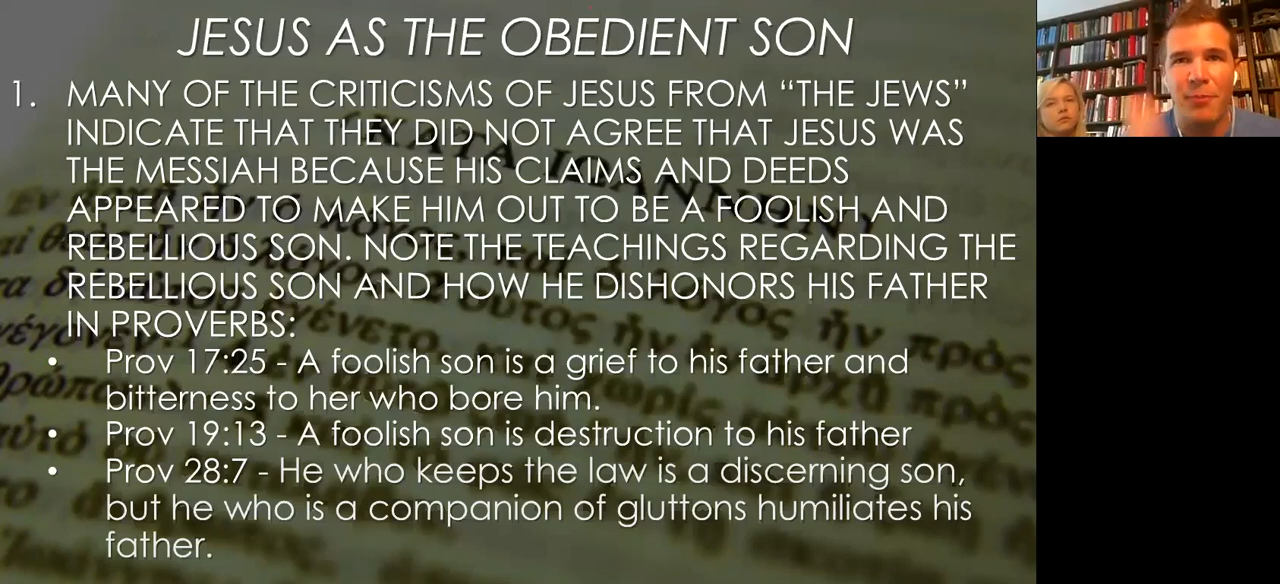 JESUS AS THE OBEDIENT SON
1. MANY OF THE CRITICISMS OF JESUS FROM “THE JEWS”
INDICATE THAT THEY DID NOT AGREE THAT JESUS WAS
THE MESSIAH BECAUSE HIS CLAIMS AND DEEDS
APPEARED TO MAKE HIM OUT TO BE A FOOLISH AND
REBELLIOUS SON. NOTE THE TEACHINGS REGARDING THE
REBELLIOUS SON AND HOW HE DISHONORS HIS FATHER
IN PROVERBS:
• Prov 17:25 - A foolish son is a grief to his father and
bitterness to her who bore him.
• Prov 19:13 - A foolish son is destruction to his father
• Prov 28:7 - He who keeps the law is a discerning son,
but he who is a companion of gluttons humiliates his
father.